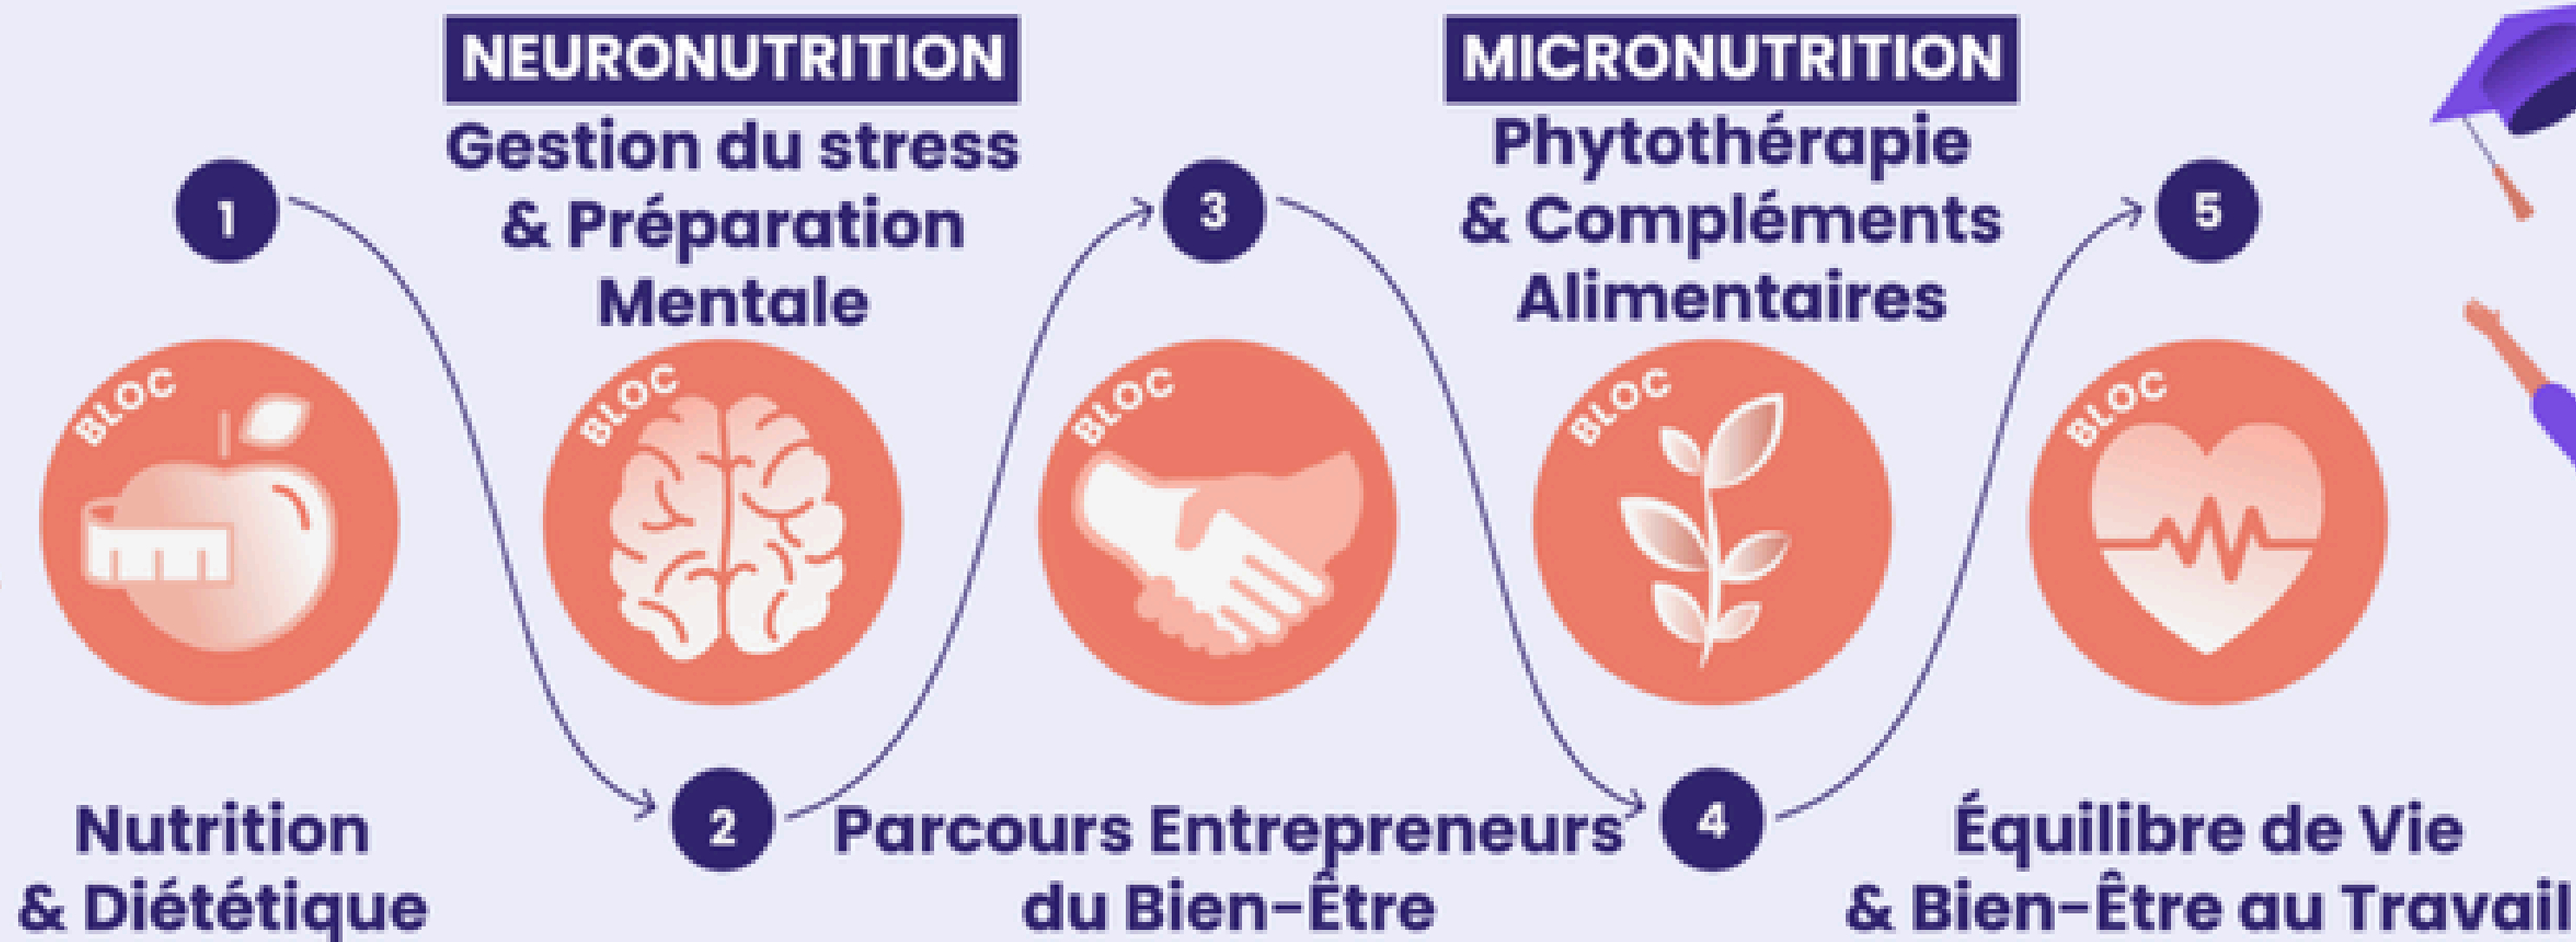 1
BLOC
Nutrition
& Diététique
NEURONUTRITION
Gestion du stress
& Préparation
Mentale
BLOC
2
3
BLOC
Parcours Entrepreneurs
du Bien-Être
MICRONUTRITION
Phytothérapie
& Compléments
Alimentaires
BLOC
4
5
BLOC
Équilibre de Vie
& Bien-Être au Travail